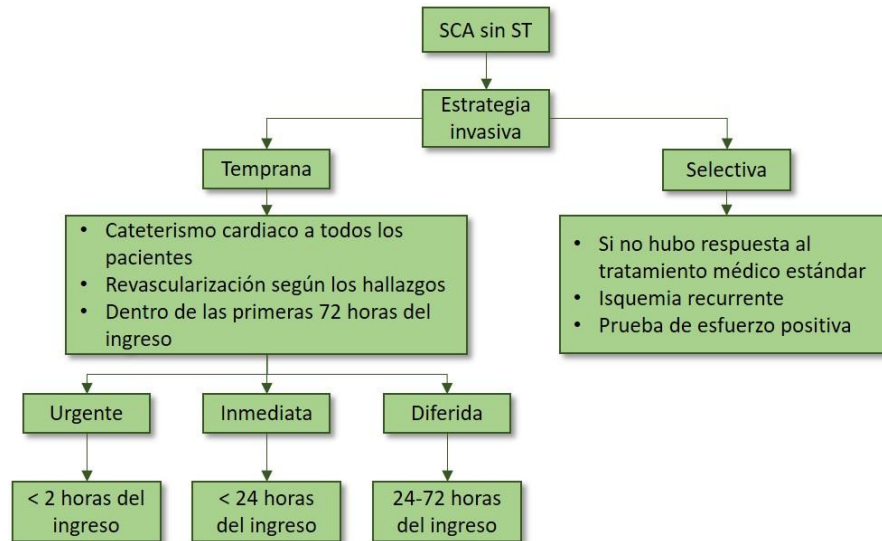 SCA sin ST
Estrategia
invasiva
Temprana
Selectiva
• Cateterismo cardiaco a todos los
pacientes
• Revascularización según los hallazgos
• Dentro de las primeras 72 horas del
ingreso
• Si no hubo respuesta al
tratamiento médico estándar
• Isquemia recurrente
• Prueba de esfuerzo positiva
Urgente
Inmediata
Diferida
< 2 horas del
ingreso
< 24 horas
del ingreso
24-72 horas
del ingreso